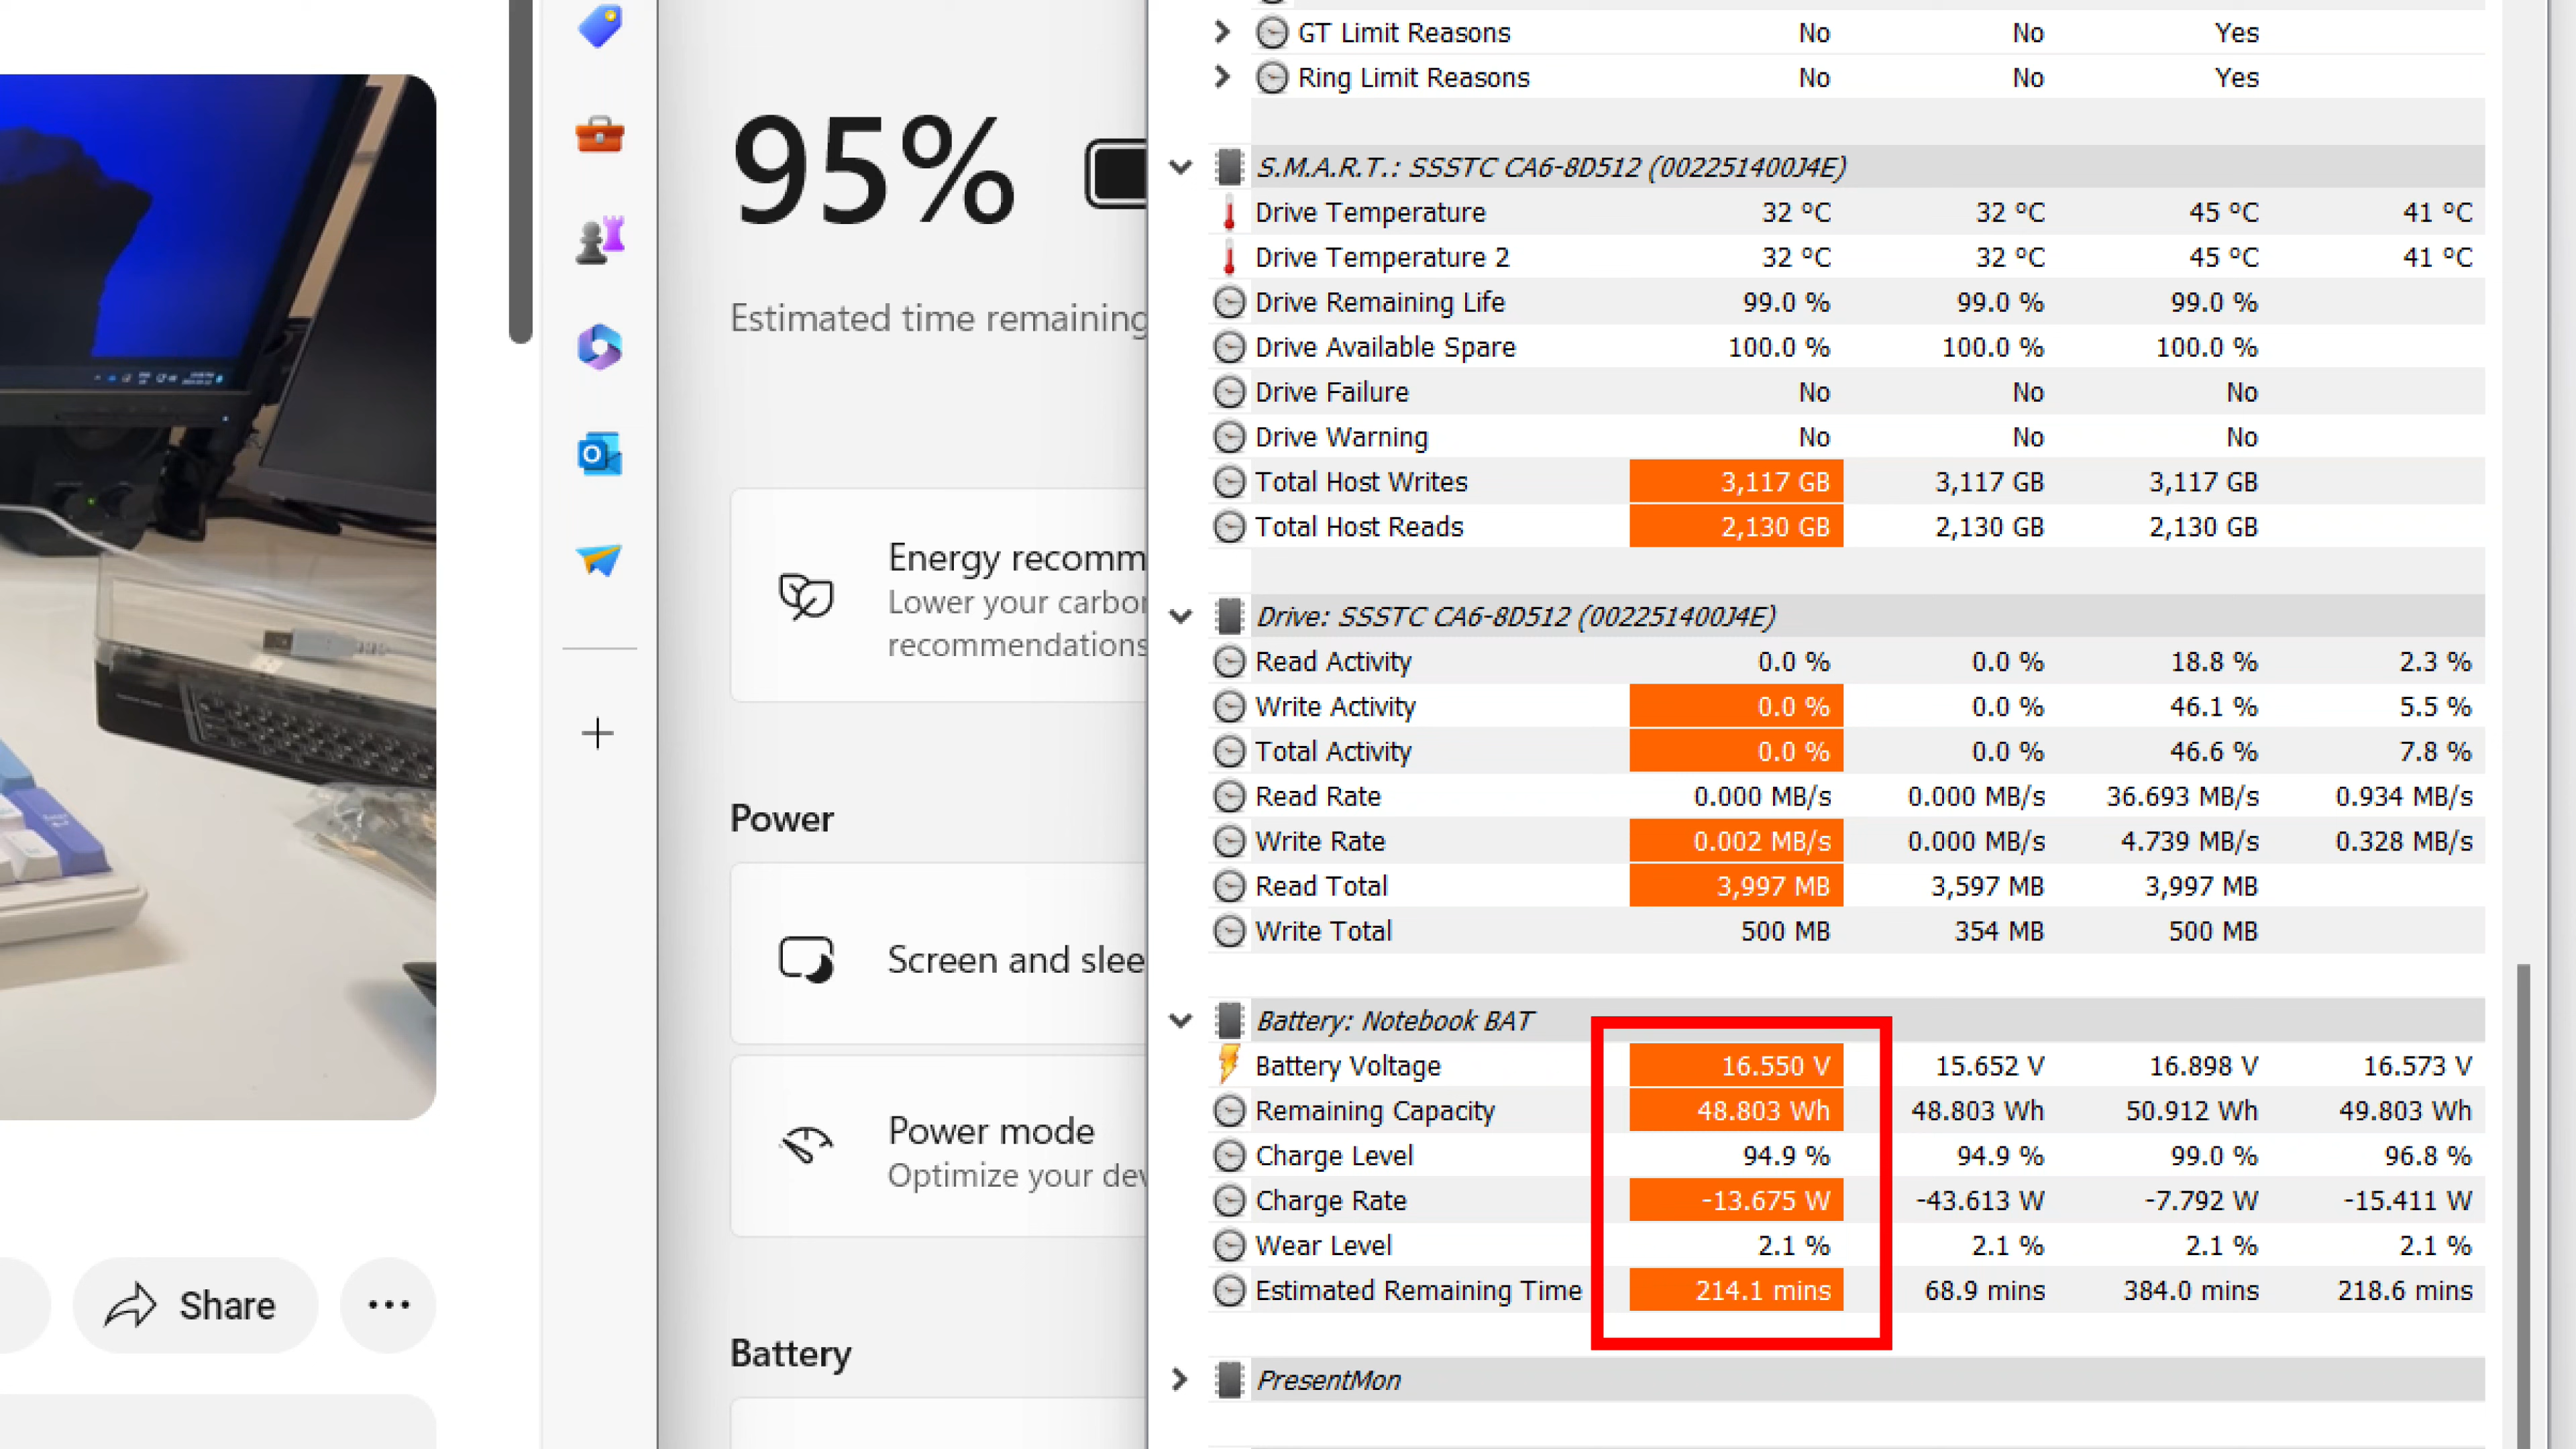 GT Limit Reasons No No Yes
Ring Limit Reasons No No Yes
95%
Estimated time remaining
S.M.A.R.T.: SSSTC CA6-8D512 (002251400J4E)
Drive Temperature 32 °C 32 °C 45 °C 41 °C
Drive Temperature 2 32 °C 32 °C 45 °C 41 °C
Drive Remaining Life 99.0 % 99.0 % 99.0 %
Drive Available Spare 100.0 % 100.0 % 100.0 %
Drive Failure No No No
Drive Warning No No No
Total Host Writes 3,117 GB 3,117 GB 3,117 GB
Total Host Reads 2,130 GB 2,130 GB 2,130 GB
Energy recomm
Lower your carbon
recommendations
Drive: SSSTC CA6-8D512 (002251400J4E)
Read Activity 0.0 % 0.0 % 18.8 % 2.3 %
Write Activity 0.0 % 0.0 % 46.1 % 5.5 %
Total Activity 0.0 % 0.0 % 46.6 % 7.8 %
Read Rate 0.000 MB/s 0.000 MB/s 36.693 MB/s 0.934 MB/s
Write Rate 0.002 MB/s 0.000 MB/s 4.739 MB/s 0.328 MB/s
Read Total 3,997 MB 3,597 MB 3,997 MB
Write Total 500 MB 354 MB 500 MB
Power
Screen and slee
Power mode
Optimize your dev
Battery: Notebook BAT
Battery Voltage 16.550 V 15.652 V 16.898 V 16.573 V
Remaining Capacity 48.803 Wh 48.803 Wh 50.912 Wh 49.803 Wh
Charge Level 94.9 % 94.9 % 99.0 % 96.8 %
Charge Rate -13.675 W -43.613 W -7.792 W -15.411 W
Wear Level 2.1 % 2.1 % 2.1 % 2.1 %
Estimated Remaining Time 214.1 mins 68.9 mins 384.0 mins 218.6 mins
Share
Battery
PresentMon